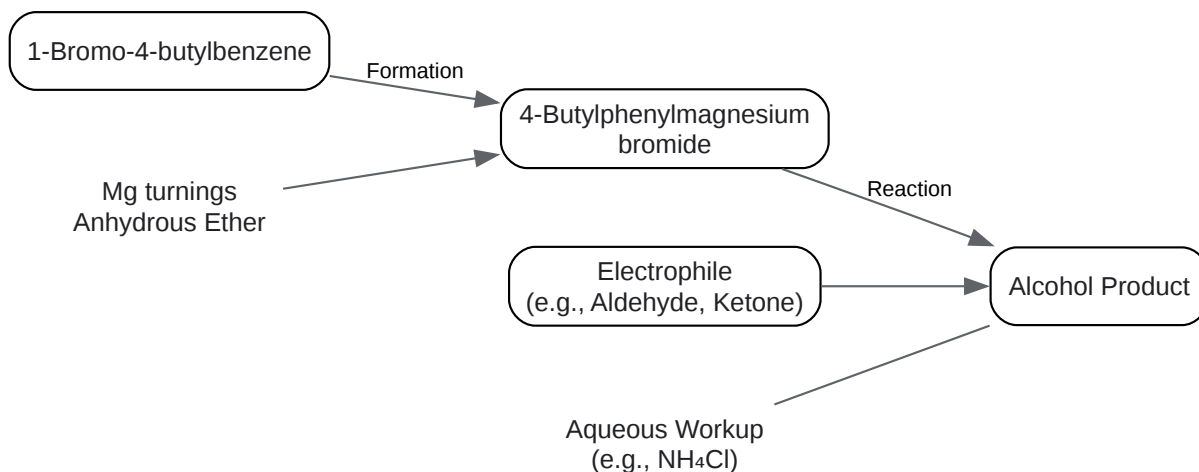 1-Bromo-4-butylbenzene
Formation
4-Butylphenylmagnesium
bromide
Mg turnings
Anhydrous Ether
Reaction
Electrophile
(e.g., Aldehyde, Ketone)
Alcohol Product
Aqueous Workup
(e.g., NH₄Cl)